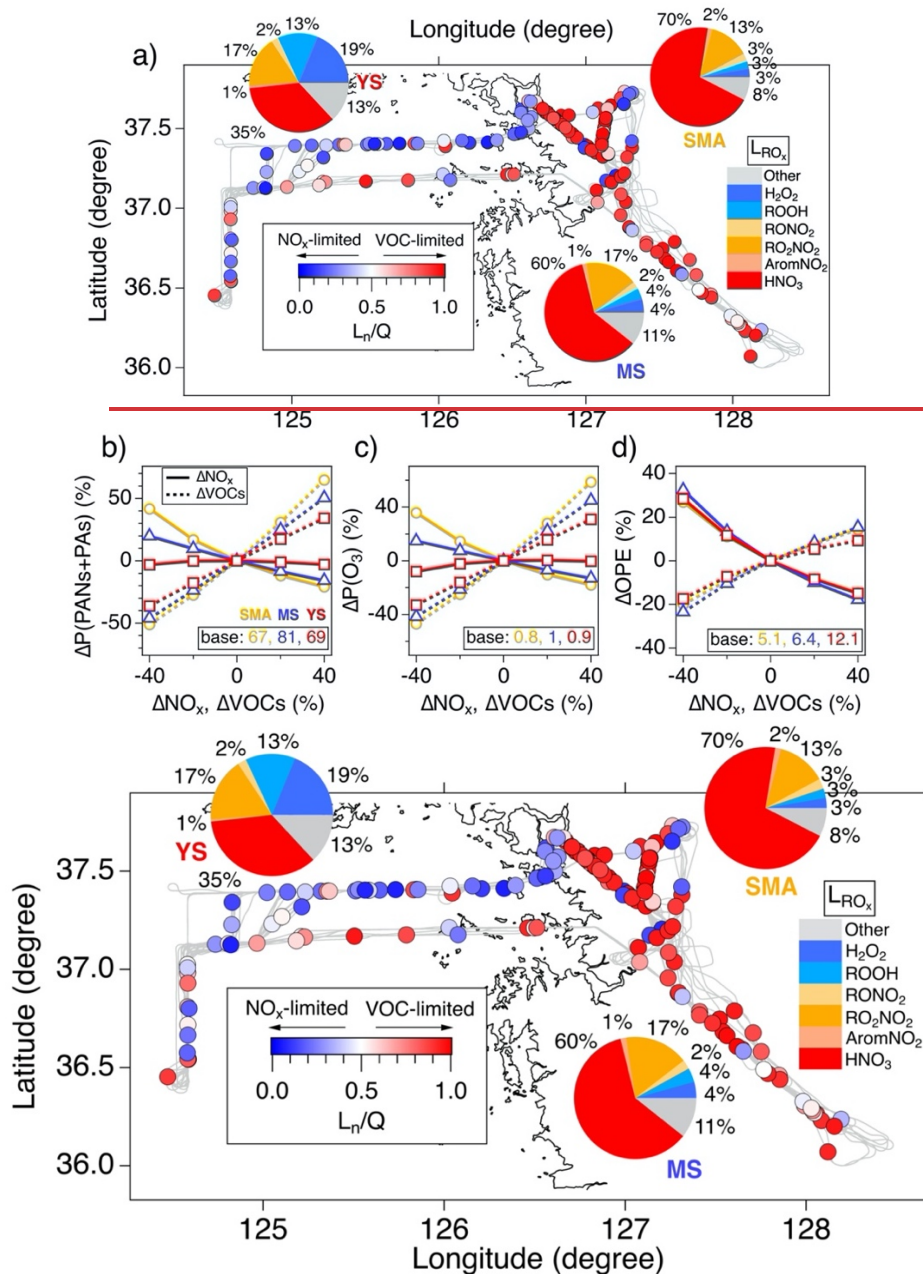 Longitude (degree)
a)
2% 13%
17% 19%
1% YS
35% 13%
70% 2%
13%
3%
3%
3%
8%
SMA
37.5
37.0
36.5
36.0
Latitude (degree)
NOx-limited VOC-limited
0.0 0.5 1.0
Ln/Q
60% 1% 17%
2%
4%
4%
11%
MS
LROx
Other
H2O2
ROOH
RONO2
RO2NO2
AromNO2
HNO3
125 126 127 128
b) c) d)
ΔP(PANs+PAs) (%)
50
0
-50
ΔNOx
ΔVOCs
SMA MS YS
base: 67, 81, 69
-40 0 40
ΔNOx, ΔVOCs (%)
ΔP(O3) (%)
40
0
-40
base: 0.8, 1, 0.9
-40 0 40
ΔNOx, ΔVOCs (%)
ΔOPE (%)
40
20
0
-20
-40
base: 5.1, 6.4, 12.1
-40 0 40
ΔNOx, ΔVOCs (%)
2% 13%
17% 19%
1%
YS 13%
35%
70% 2%
13%
3%
3%
3%
8%
SMA
37.5
37.0
36.5
36.0
Latitude (degree)
NOx-limited VOC-limited
0.0 0.5 1.0
Ln/Q
60% 1% 17%
2%
4%
4%
11%
MS
LROx
Other
H2O2
ROOH
RONO2
RO2NO2
AromNO2
HNO3
125 126 127 128
Longitude (degree)